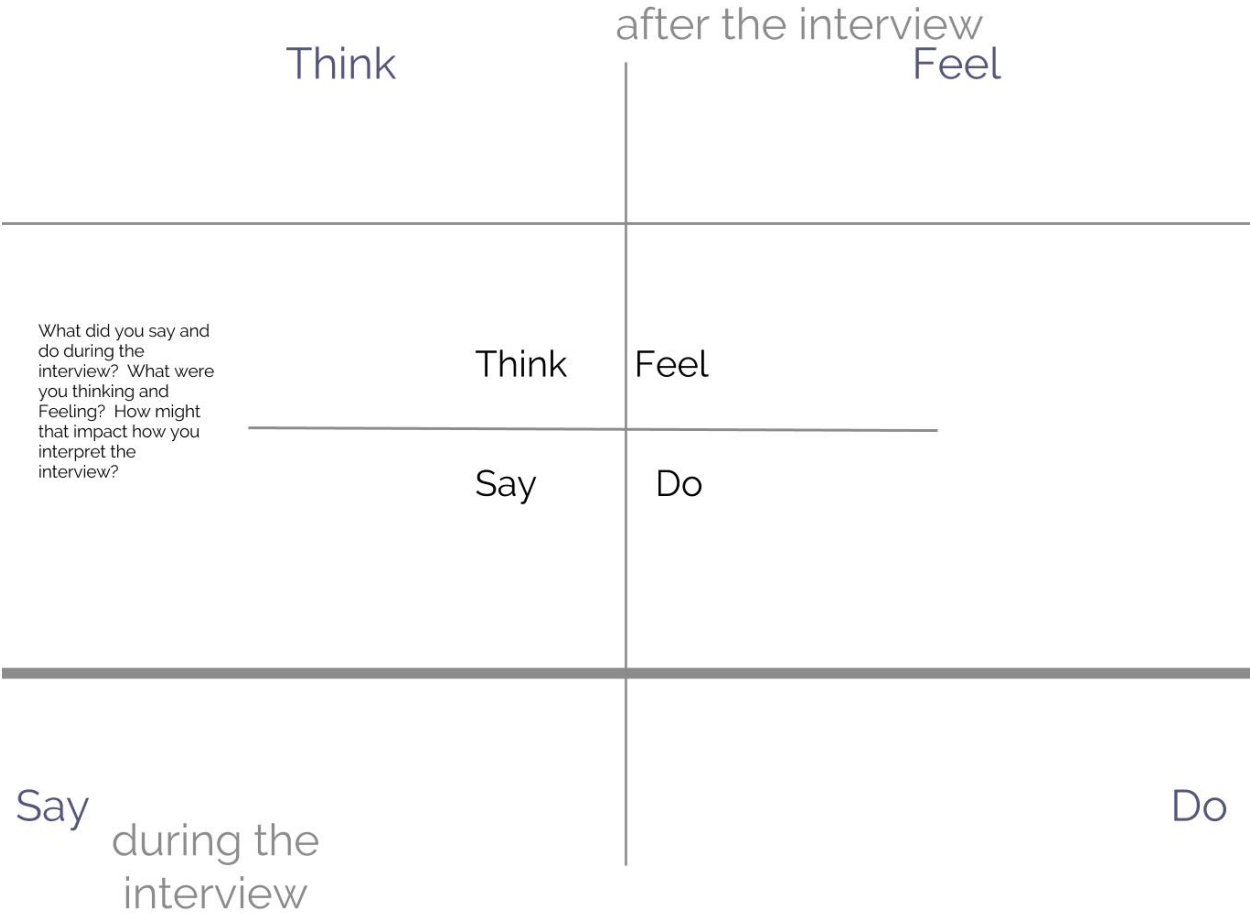 after the interview
Think
Feel
What did you say and
do during the
interview?  What were
you thinking and
Feeling?  How might
that impact how you
interpret the
interview?
Think
Feel
Say
Do
Say
Do
during the
interview